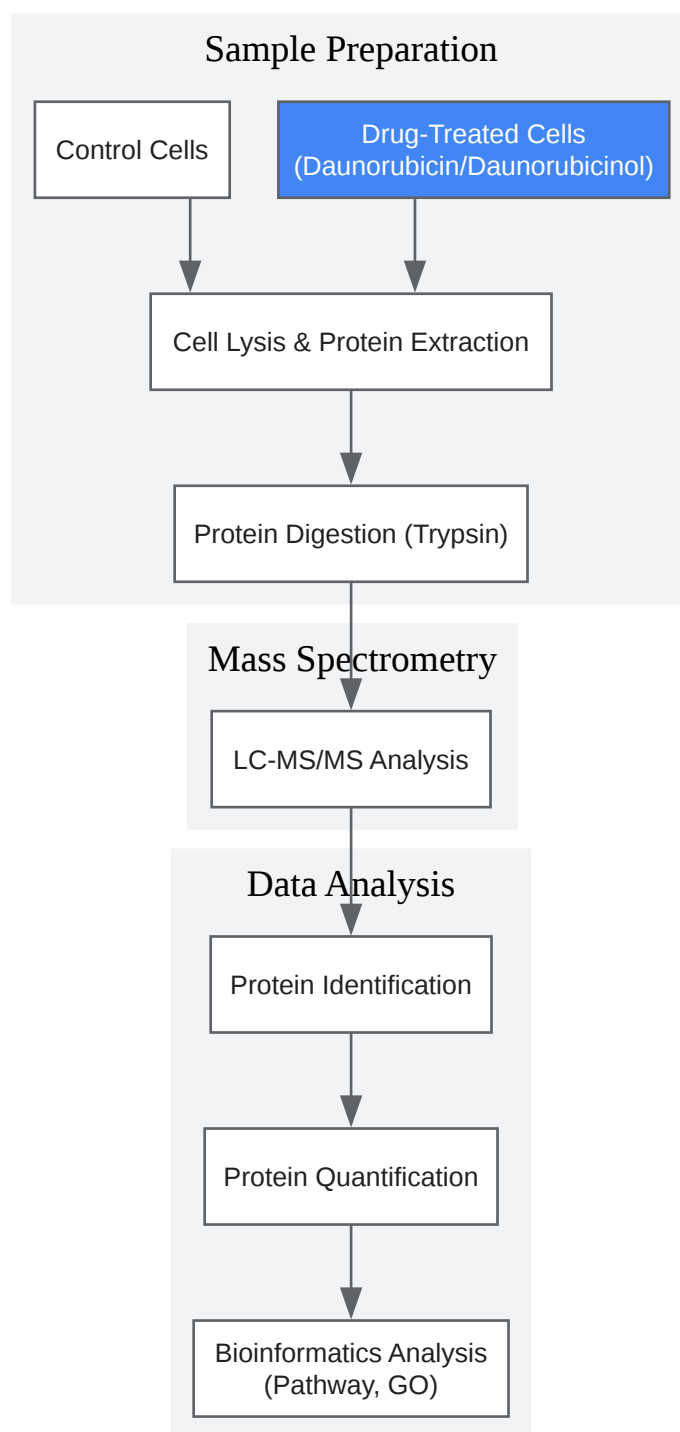 Sample Preparation
Control Cells
Drug-Treated Cells
(Daunorubicin/Daunorubicinol)
Cell Lysis & Protein Extraction
Protein Digestion (Trypsin)
Mass Spectrometry
LC-MS/MS Analysis
Data Analysis
Protein Identification
Protein Quantification
Bioinformatics Analysis
(Pathway, GO)